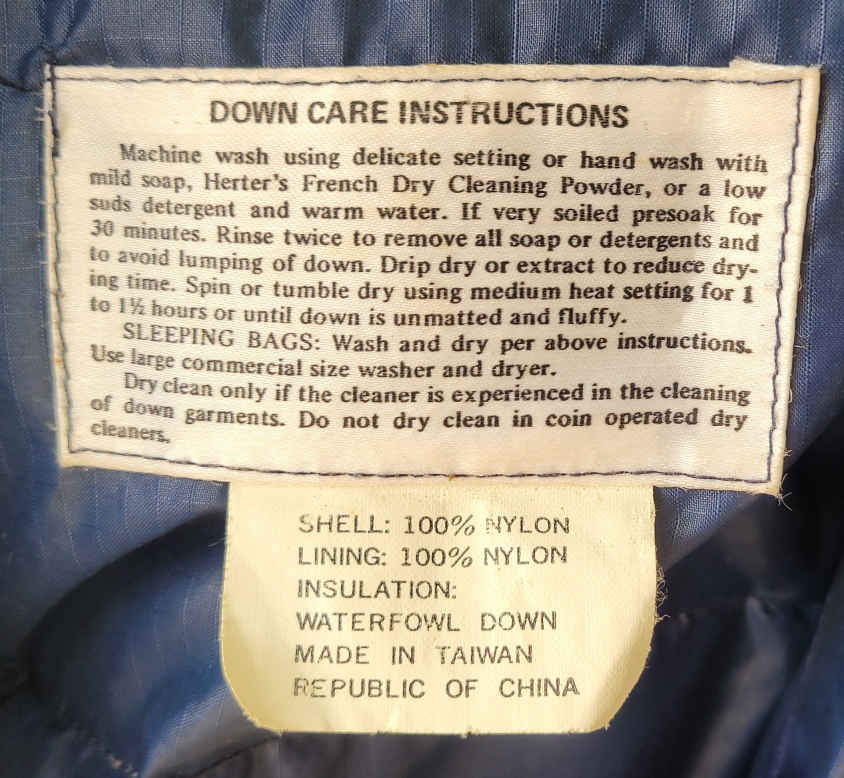 DOWN CARE INSTRUCTIONS
Machine wash using delicate setting or hand wash with
mild soap, Herter's French Dry Cleaning Powder, or a low
suds detergent and warm water. If very soiled presoak for
30 minutes. Rinse twice to remove all soap or detergents and
to avoid lumping of down. Drip dry or extract to reduce dry-
ing time. Spin or tumble dry using medium heat setting for 1
to 1½ hours or until down is unmatted and fluffy.
SLEEPING BAGS: Wash and dry per above instructions.
Use large commercial size washer and dryer.
Dry clean only if the cleaner is experienced in the cleaning
of down garments. Do not dry clean in coin operated dry
cleaners.
SHELL: 100% NYLON
LINING: 100% NYLON
INSULATION:
WATERFOWL DOWN
MADE IN TAIWAN
REPUBLIC OF CHINA